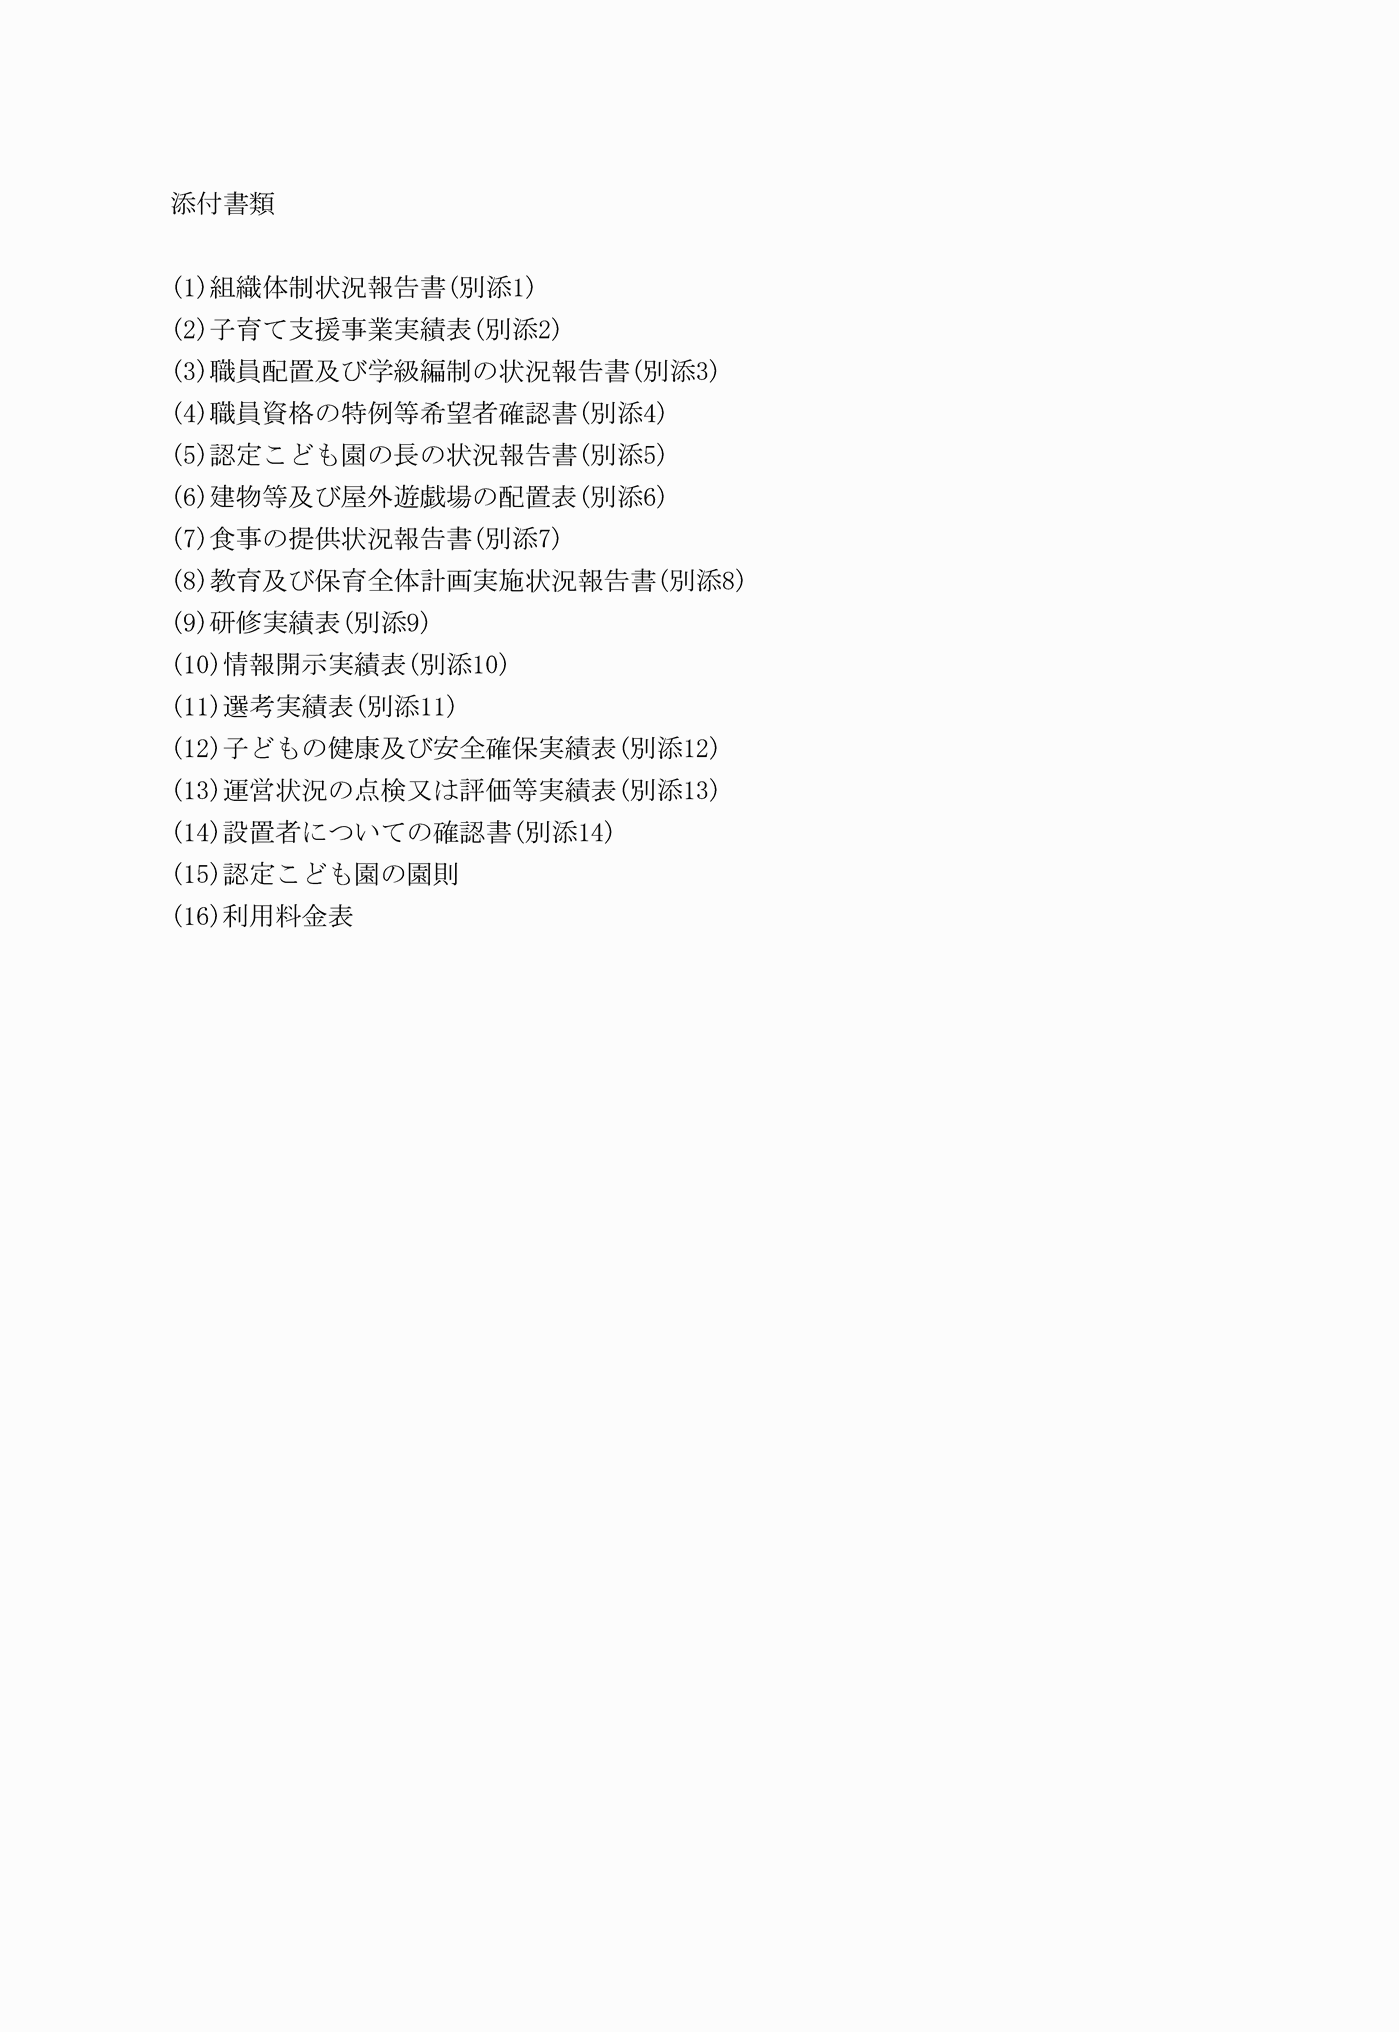 添付書類
(1)組織体制状況報告書(別添1)
(2)子育て支援事業実績表(別添2)
(3)職員配置及び学級編制の状況報告書(別添3)
(4)職員資格の特例等希望者確認書(別添4)
(5)認定こども園の長の状況報告書(別添5)
(6)建物等及び屋外遊戯場の配置表(別添6)
(7)食事の提供状況報告書(別添7)
(8)教育及び保育全体計画実施状況報告書(別添8)
(9)研修実績表(別添9)
(10)情報開示実績表(別添10)
(11)選考実績表(別添11)
(12)子どもの健康及び安全確保実績表(別添12)
(13)運営状況の点検又は評価等実績表(別添13)
(14)設置者についての確認書(別添14)
(15)認定こども園の園則
(16)利用料金表